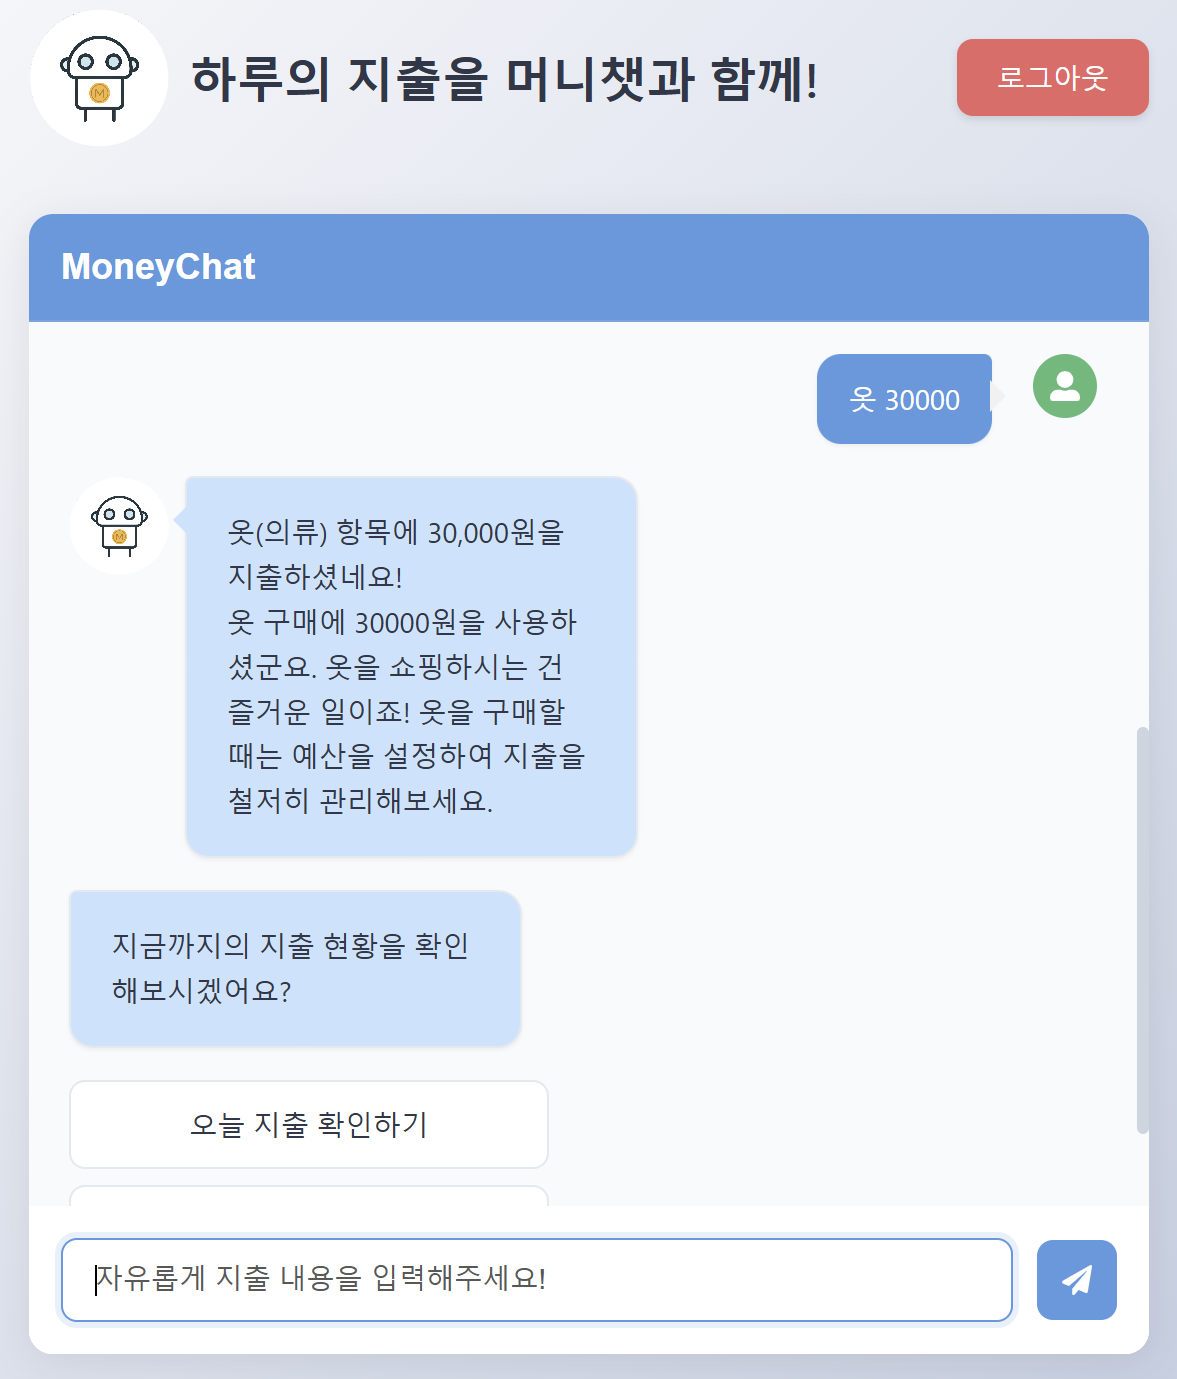 하루의 지출을 머니챗과 함께!
로그아웃
MoneyChat
옷 30000
옷(의류) 항목에 30,000원을
지출하셨네요!
옷 구매에 30000원을 사용하
셨군요. 옷을 쇼핑하시는 건
즐거운 일이죠! 옷을 구매할
때는 예산을 설정하여 지출을
철저히 관리해보세요.
지금까지의 지출 현황을 확인
해보시겠어요?
오늘 지출 확인하기
자유롭게 지출 내용을 입력해주세요!